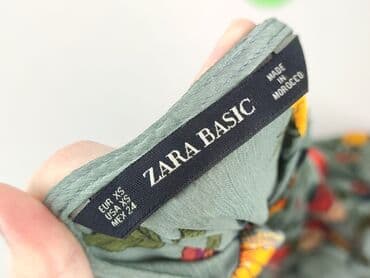 EUR XS
USA XS
MEX 24
ZARA BASIC
MADE
IN
MOROCCO